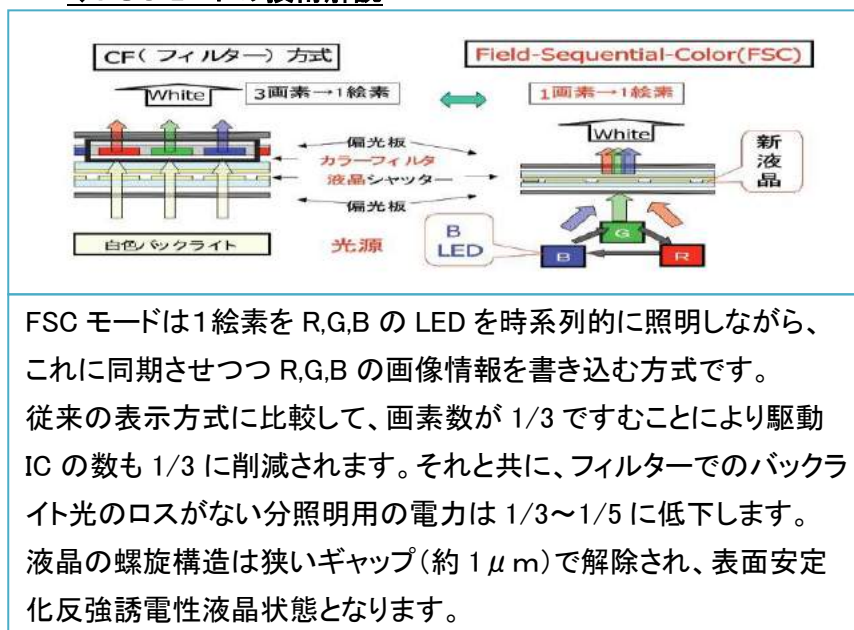 CF(フィルター)方式
Field-Sequential-Color(FSC)
White
3画素→1絵素
1画素→1絵素
White
偏光板
カラーフィルタ
液晶シャッター
偏光板
新液晶
白色バックライト
光源
B LED
G
B
R
FSC モードは1絵素を R,G,B の LED を時系列的に照明しながら、
これに同期させつつ R,G,B の画像情報を書き込む方式です。
従来の表示方式に比較して、画素数が 1/3 ですむことにより駆動
IC の数も 1/3 に削減されます。それと共に、フィルターでのバックラ
イト光のロスがない分照明用の電力は 1/3~1/5 に低下します。
液晶の螺旋構造は狭いギャップ(約 1μm)で解除され、表面安定
化反強誘電性液晶状態となります。